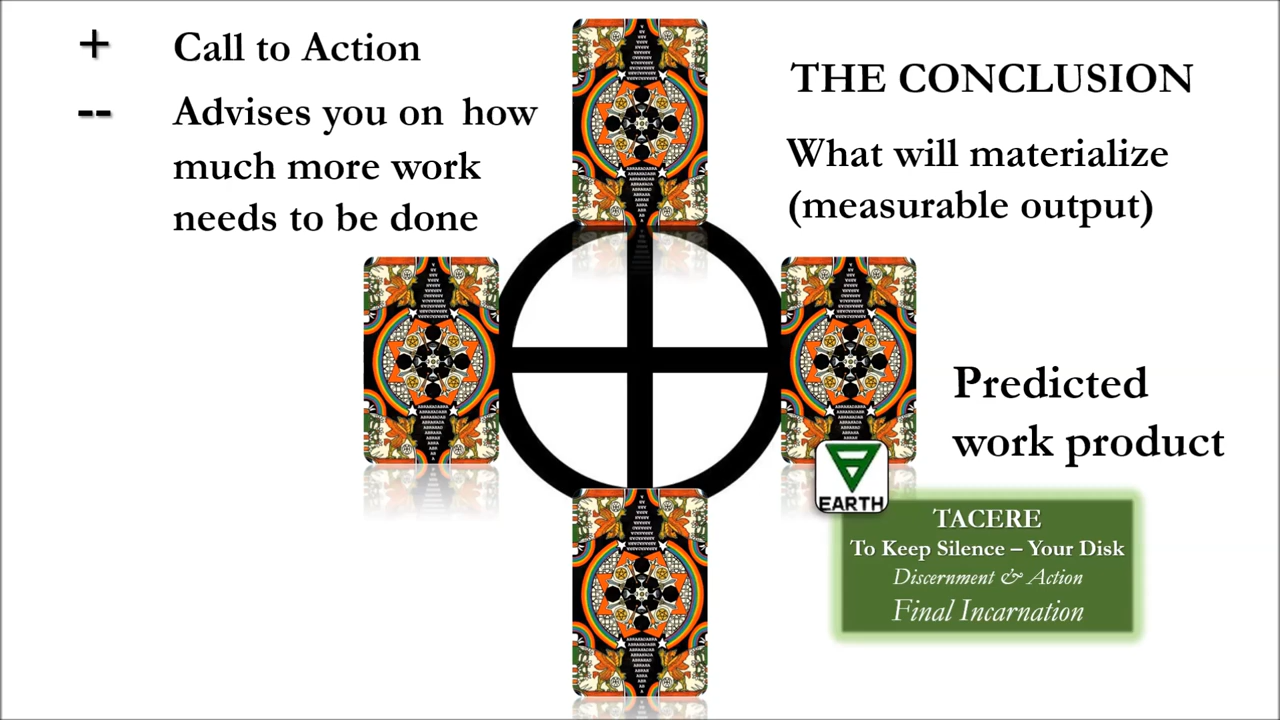 + Call to Action
-- Advises you on how
much more work
needs to be done
THE CONCLUSION
What will materialize
(measurable output)
Predicted
work product
EARTH
TACERE
To Keep Silence – Your Disk
Discernment & Action
Final Incarnation